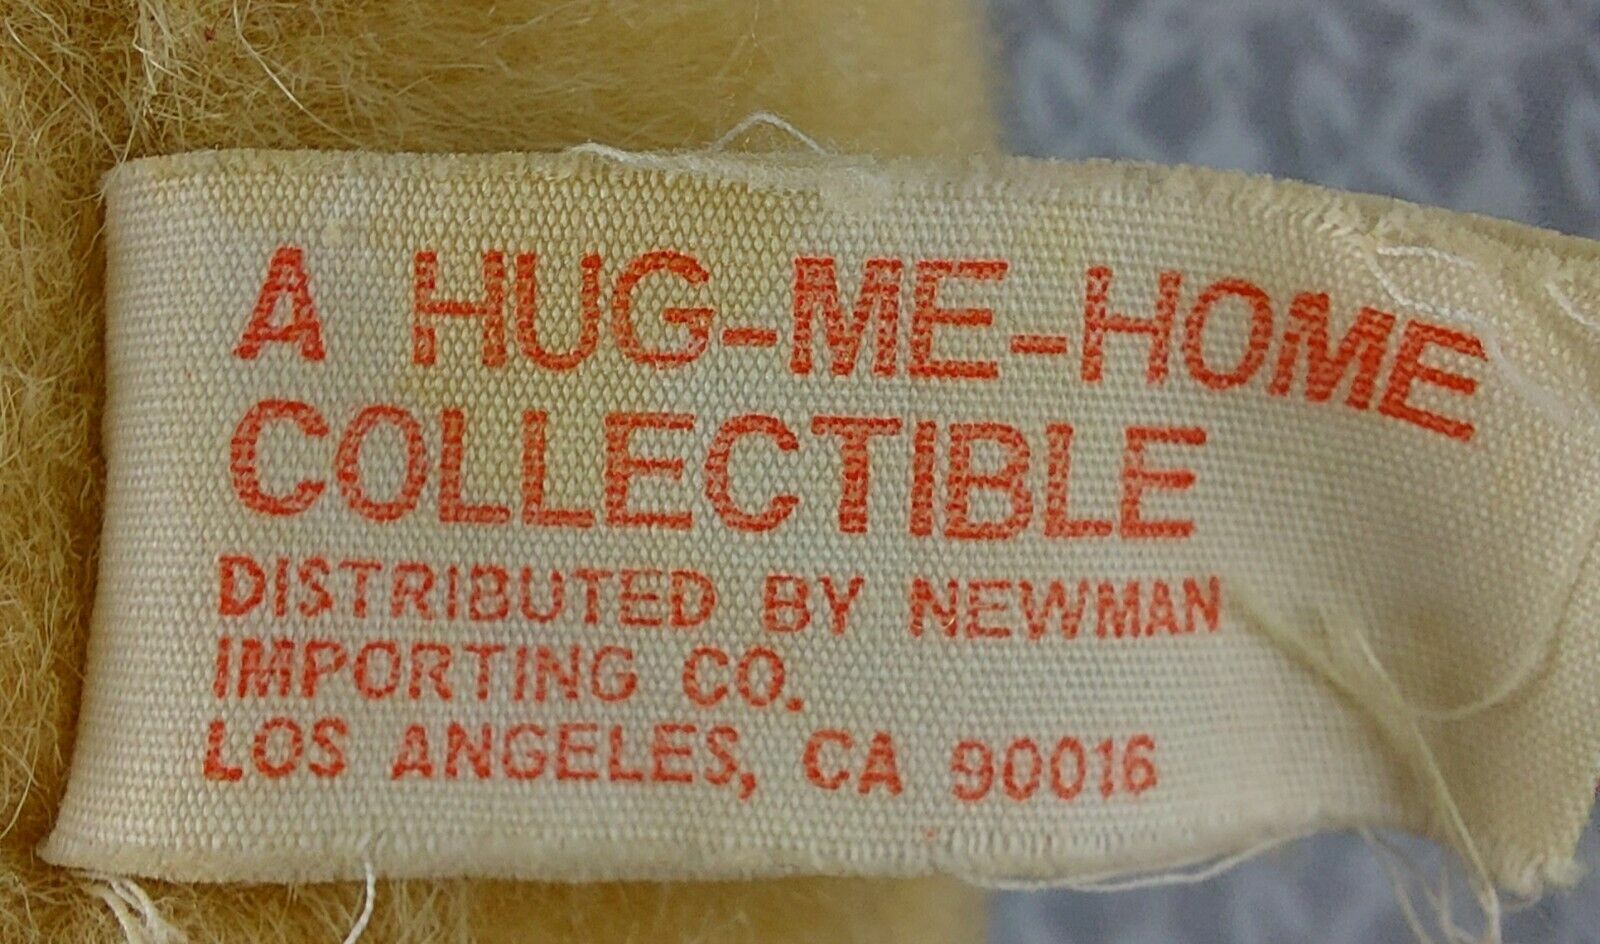 A HUG-ME-HOME
COLLECTIBLE
DISTRIBUTED BY NEWMAN
IMPORTING CO.
LOS ANGELES, CA 90016